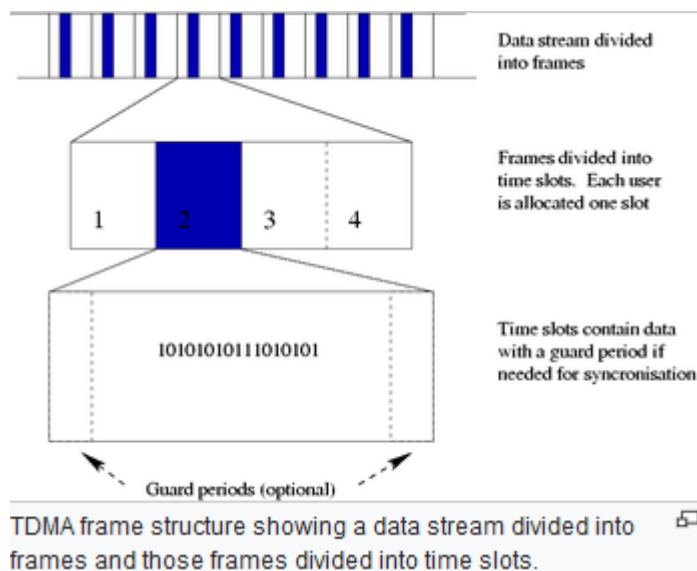 Data stream divided
into frames
Frames divided into
time slots. Each user
is allocated one slot
1
2
3
4
10101010111010101
Time slots contain data
with a guard period if
needed for syncronisation
Guard periods (optional)
TDMA frame structure showing a data stream divided into
frames and those frames divided into time slots.